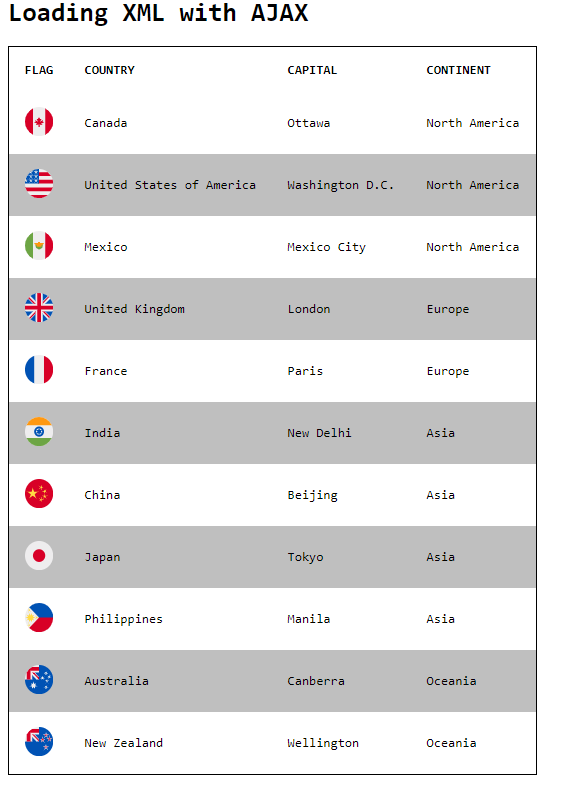 Loading XML with AJAX
FLAG COUNTRY CAPITAL CONTINENT
Canada Ottawa North America
United States of America Washington D.C. North America
Mexico Mexico City North America
United Kingdom London Europe
France Paris Europe
India New Delhi Asia
China Beijing Asia
Japan Tokyo Asia
Philippines Manila Asia
Australia Canberra Oceania
New Zealand Wellington Oceania